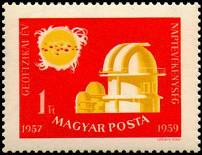 GEOFIZIKAI ÉV
NAPTEVÉKENYSÉG
1 Ft
1957
MAGYAR POSTA
1959